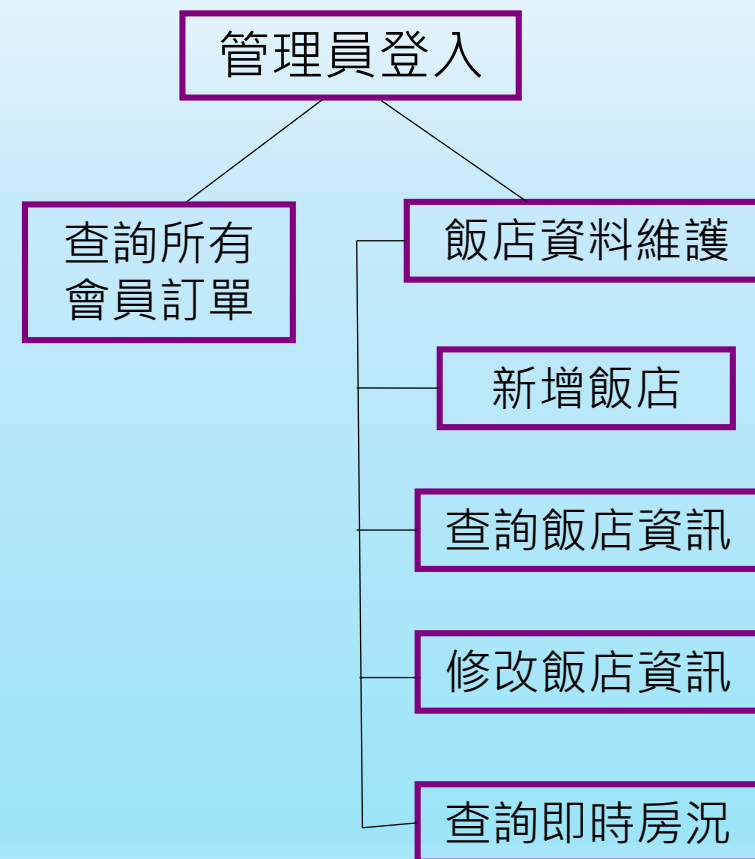 管理員登入
查詢所有
會員訂單
飯店資料維護
新增飯店
查詢飯店資訊
修改飯店資訊
查詢即時房況